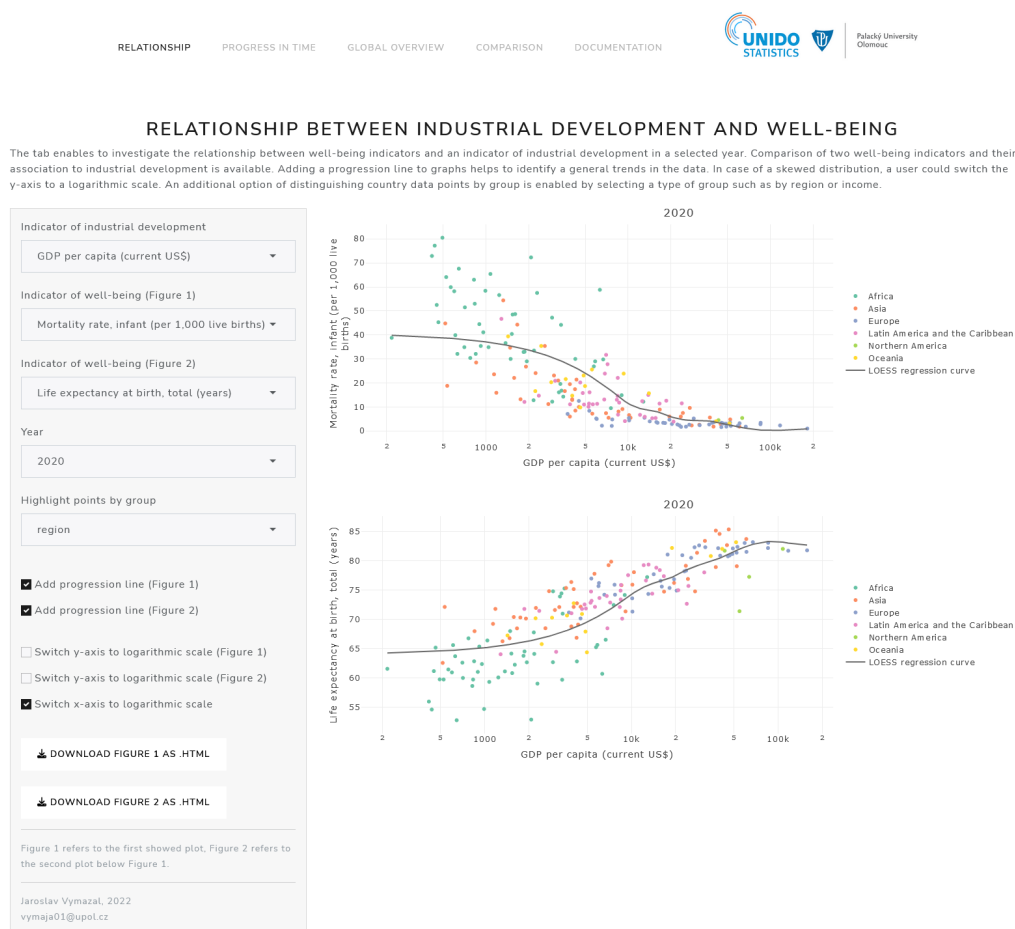 RELATIONSHIP
PROGRESS IN TIME
GLOBAL OVERVIEW
COMPARISON
DOCUMENTATION
UNIDO
STATISTICS
Palacký University
Olomouc
RELATIONSHIP BETWEEN INDUSTRIAL DEVELOPMENT AND WELL-BEING
The tab enables to investigate the relationship between well-being indicators and an indicator of industrial development in a selected year. Comparison of two well-being indicators and their
association to industrial development is available. Adding a progression line to graphs helps to identify a general trends in the data. In case of a skewed distribution, a user could switch the
y-axis to a logarithmic scale. An additional option of distinguishing country data points by group is enabled by selecting a type of group such as by region or income.
Indicator of industrial development
GDP per capita (current US$)
Indicator of well-being (Figure 1)
Mortality rate, infant (per 1,000 live births)
Indicator of well-being (Figure 2)
Life expectancy at birth, total (years)
Year
2020
Highlight points by group
region
Add progression line (Figure 1)
Add progression line (Figure 2)
Switch y-axis to logarithmic scale (Figure 1)
Switch y-axis to logarithmic scale (Figure 2)
Switch x-axis to logarithmic scale
DOWNLOAD FIGURE 1 AS .HTML
DOWNLOAD FIGURE 2 AS .HTML
Figure 1 refers to the first showed plot, Figure 2 refers to
the second plot below Figure 1.
Jaroslav Vymazal, 2022
vymaja01@upol.cz
2020
Mortality rate, infant (per 1,000 live
births)
80
70
60
50
40
30
20
10
0
2 5 1000 2 5 10k 2 5 100k 2
GDP per capita (current US$)
Africa
Asia
Europe
Latin America and the Caribbean
Northern America
Oceania
LOESS regression curve
2020
Life expectancy at birth, total (years)
85
80
75
70
65
60
55
2 5 1000 2 5 10k 2 5 100k 2
GDP per capita (current US$)
Africa
Asia
Europe
Latin America and the Caribbean
Northern America
Oceania
LOESS regression curve